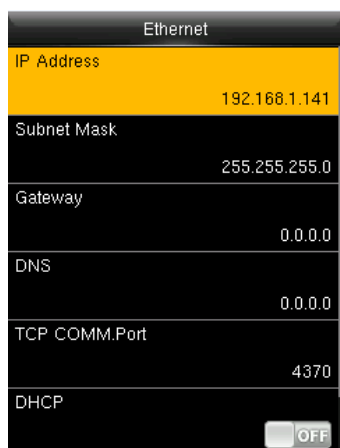 Ethernet
IP Address
192.168.1.141
Subnet Mask
255.255.255.0
Gateway
0.0.0.0
DNS
0.0.0.0
TCP COMM.Port
4370
DHCP
OFF